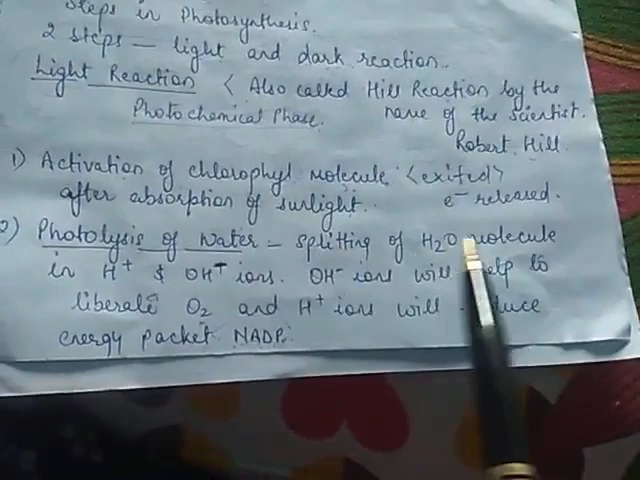 Steps in Photosynthesis.
2 steps — light and dark reaction.
Light Reaction < Also called Hill Reaction by the
Photochemical Phase. name of the scientist.
Robert Hill.
1) Activation of chlorophyl molecule <exited>
after absorption of sunlight. e⁻ released.
2) Photolysis of Water – splitting of H2O molecule
in H⁺ & OH⁻ ions. OH⁻ ions will help to
liberate O2 and H⁺ ions will
energy packet NADP.